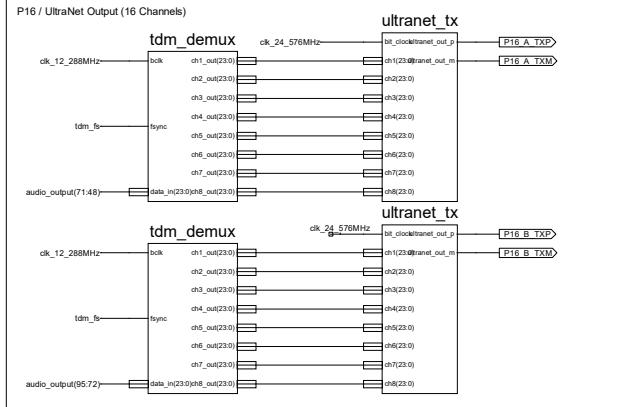 P16 / UltraNet Output (16 Channels)
ultranet_tx
tdm_demux
clk_24_576MHz
bit_clock
ultranet_out_p
P16_A_TXP
clk_12_288MHz
bclk
ch1_out(23:0)
ch1(23:0)
ultranet_out_m
P16_A_TXM
ch2_out(23:0)
ch2(23:0)
ch3_out(23:0)
ch3(23:0)
ch4_out(23:0)
ch4(23:0)
tdm_fs
fsync
ch5_out(23:0)
ch5(23:0)
ch6_out(23:0)
ch6(23:0)
ch7_out(23:0)
ch7(23:0)
audio_output(71:48)
data_in(23:0)
ch8_out(23:0)
ch8(23:0)
ultranet_tx
tdm_demux
clk_24_576MHz
bit_clock
ultranet_out_p
P16_B_TXP
clk_12_288MHz
bclk
ch1_out(23:0)
ch1(23:0)
ultranet_out_m
P16_B_TXM
ch2_out(23:0)
ch2(23:0)
ch3_out(23:0)
ch3(23:0)
ch4_out(23:0)
ch4(23:0)
tdm_fs
fsync
ch5_out(23:0)
ch5(23:0)
ch6_out(23:0)
ch6(23:0)
ch7_out(23:0)
ch7(23:0)
audio_output(95:72)
data_in(23:0)
ch8_out(23:0)
ch8(23:0)